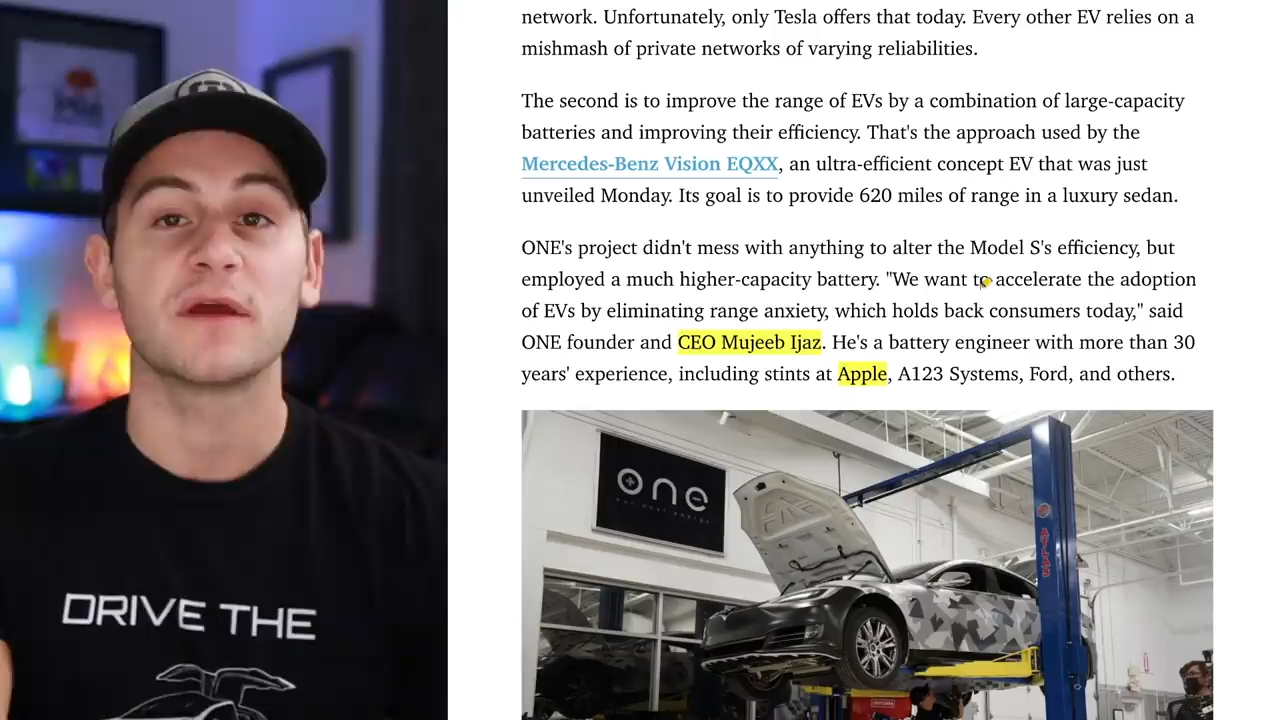 network. Unfortunately, only Tesla offers that today. Every other EV relies on a
mishmash of private networks of varying reliabilities.
The second is to improve the range of EVs by a combination of large-capacity
batteries and improving their efficiency. That's the approach used by the
Mercedes-Benz Vision EQXX, an ultra-efficient concept EV that was just
unveiled Monday. Its goal is to provide 620 miles of range in a luxury sedan.
ONE's project didn't mess with anything to alter the Model S's efficiency, but
employed a much higher-capacity battery. "We want to accelerate the adoption
of EVs by eliminating range anxiety, which holds back consumers today," said
ONE founder and CEO Mujeeb Ijaz. He's a battery engineer with more than 30
years' experience, including stints at Apple, A123 Systems, Ford, and others.
one
OUR NEXT ENERGY
ATLAS
DRIVE THE